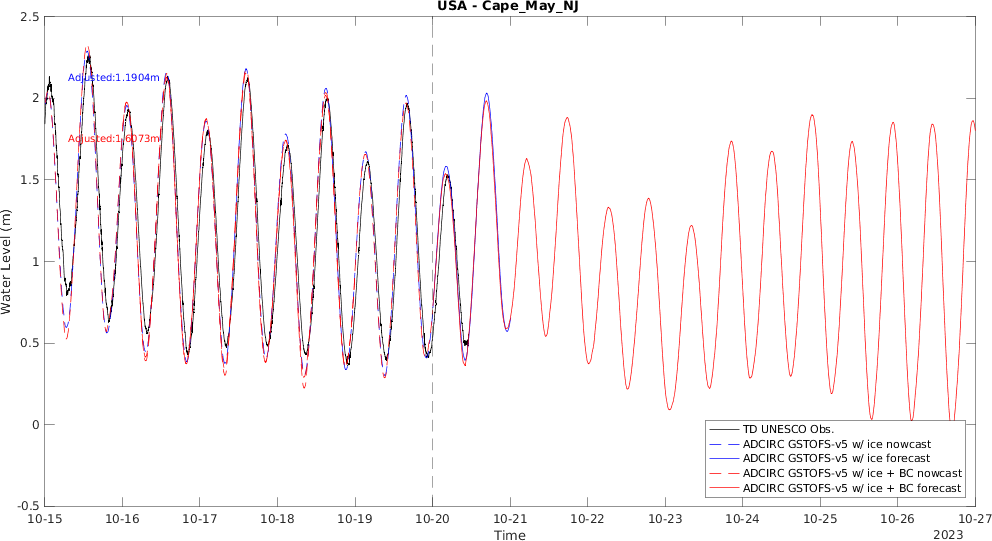 USA - Cape_May_NJ
2.5
2
1.5
1
0.5
0
-0.5
Water Level (m)
Adjusted:1.1904m
Adjusted:1.6073m
TD UNESCO Obs.
ADCIRC GSTOFS-v5 w/ ice nowcast
ADCIRC GSTOFS-v5 w/ ice forecast
ADCIRC GSTOFS-v5 w/ ice + BC nowcast
ADCIRC GSTOFS-v5 w/ ice + BC forecast
10-15 10-16 10-17 10-18 10-19 10-20 10-21 10-22 10-23 10-24 10-25 10-26 10-27
Time
2023